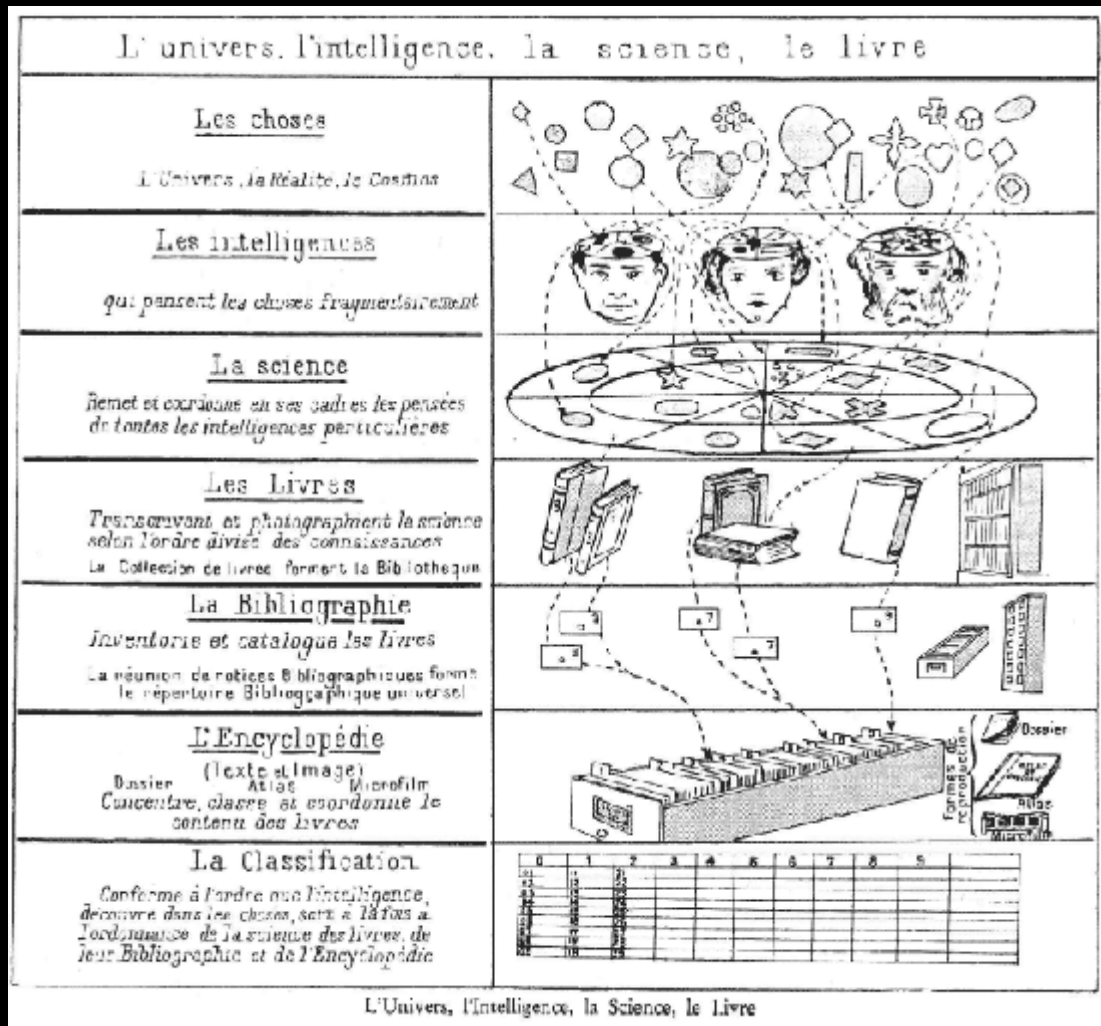 L'univers, l'intelligence, la science, le livre
Les choses
L'Univers, la Réalité, le Cosmos
Les intelligences
qui pensent les choses fragmentairement
La science
Remet et coordonne en ses cadres les pensées
de toutes les intelligences particulières
Les Livres
Transcrivent et photographient la science
selon l'ordre divisé des connaissances
La Collection de livres forment la Bibliothèque
La Bibliographie
Inventorie et catalogue les livres
La réunion de notices Bibliographiques forme
le répertoire Bibliographique universel
L'Encyclopédie
(Texte et Image)
Dossier Atlas Microfilm
Concentre, classe et coordonne le
contenu des livres
formes de
reproduction
Dossier
Atlas
Microfilm
La Classification
Conforme à l'ordre que l'intelligence,
découvre dans les choses, sert à la fois à
l'ordonnance de la science des livres, de
leur Bibliographie et de l'Encyclopédie
0 1 2 3 4 5 6 7 8 9
L'Univers, l'Intelligence, la Science, le Livre